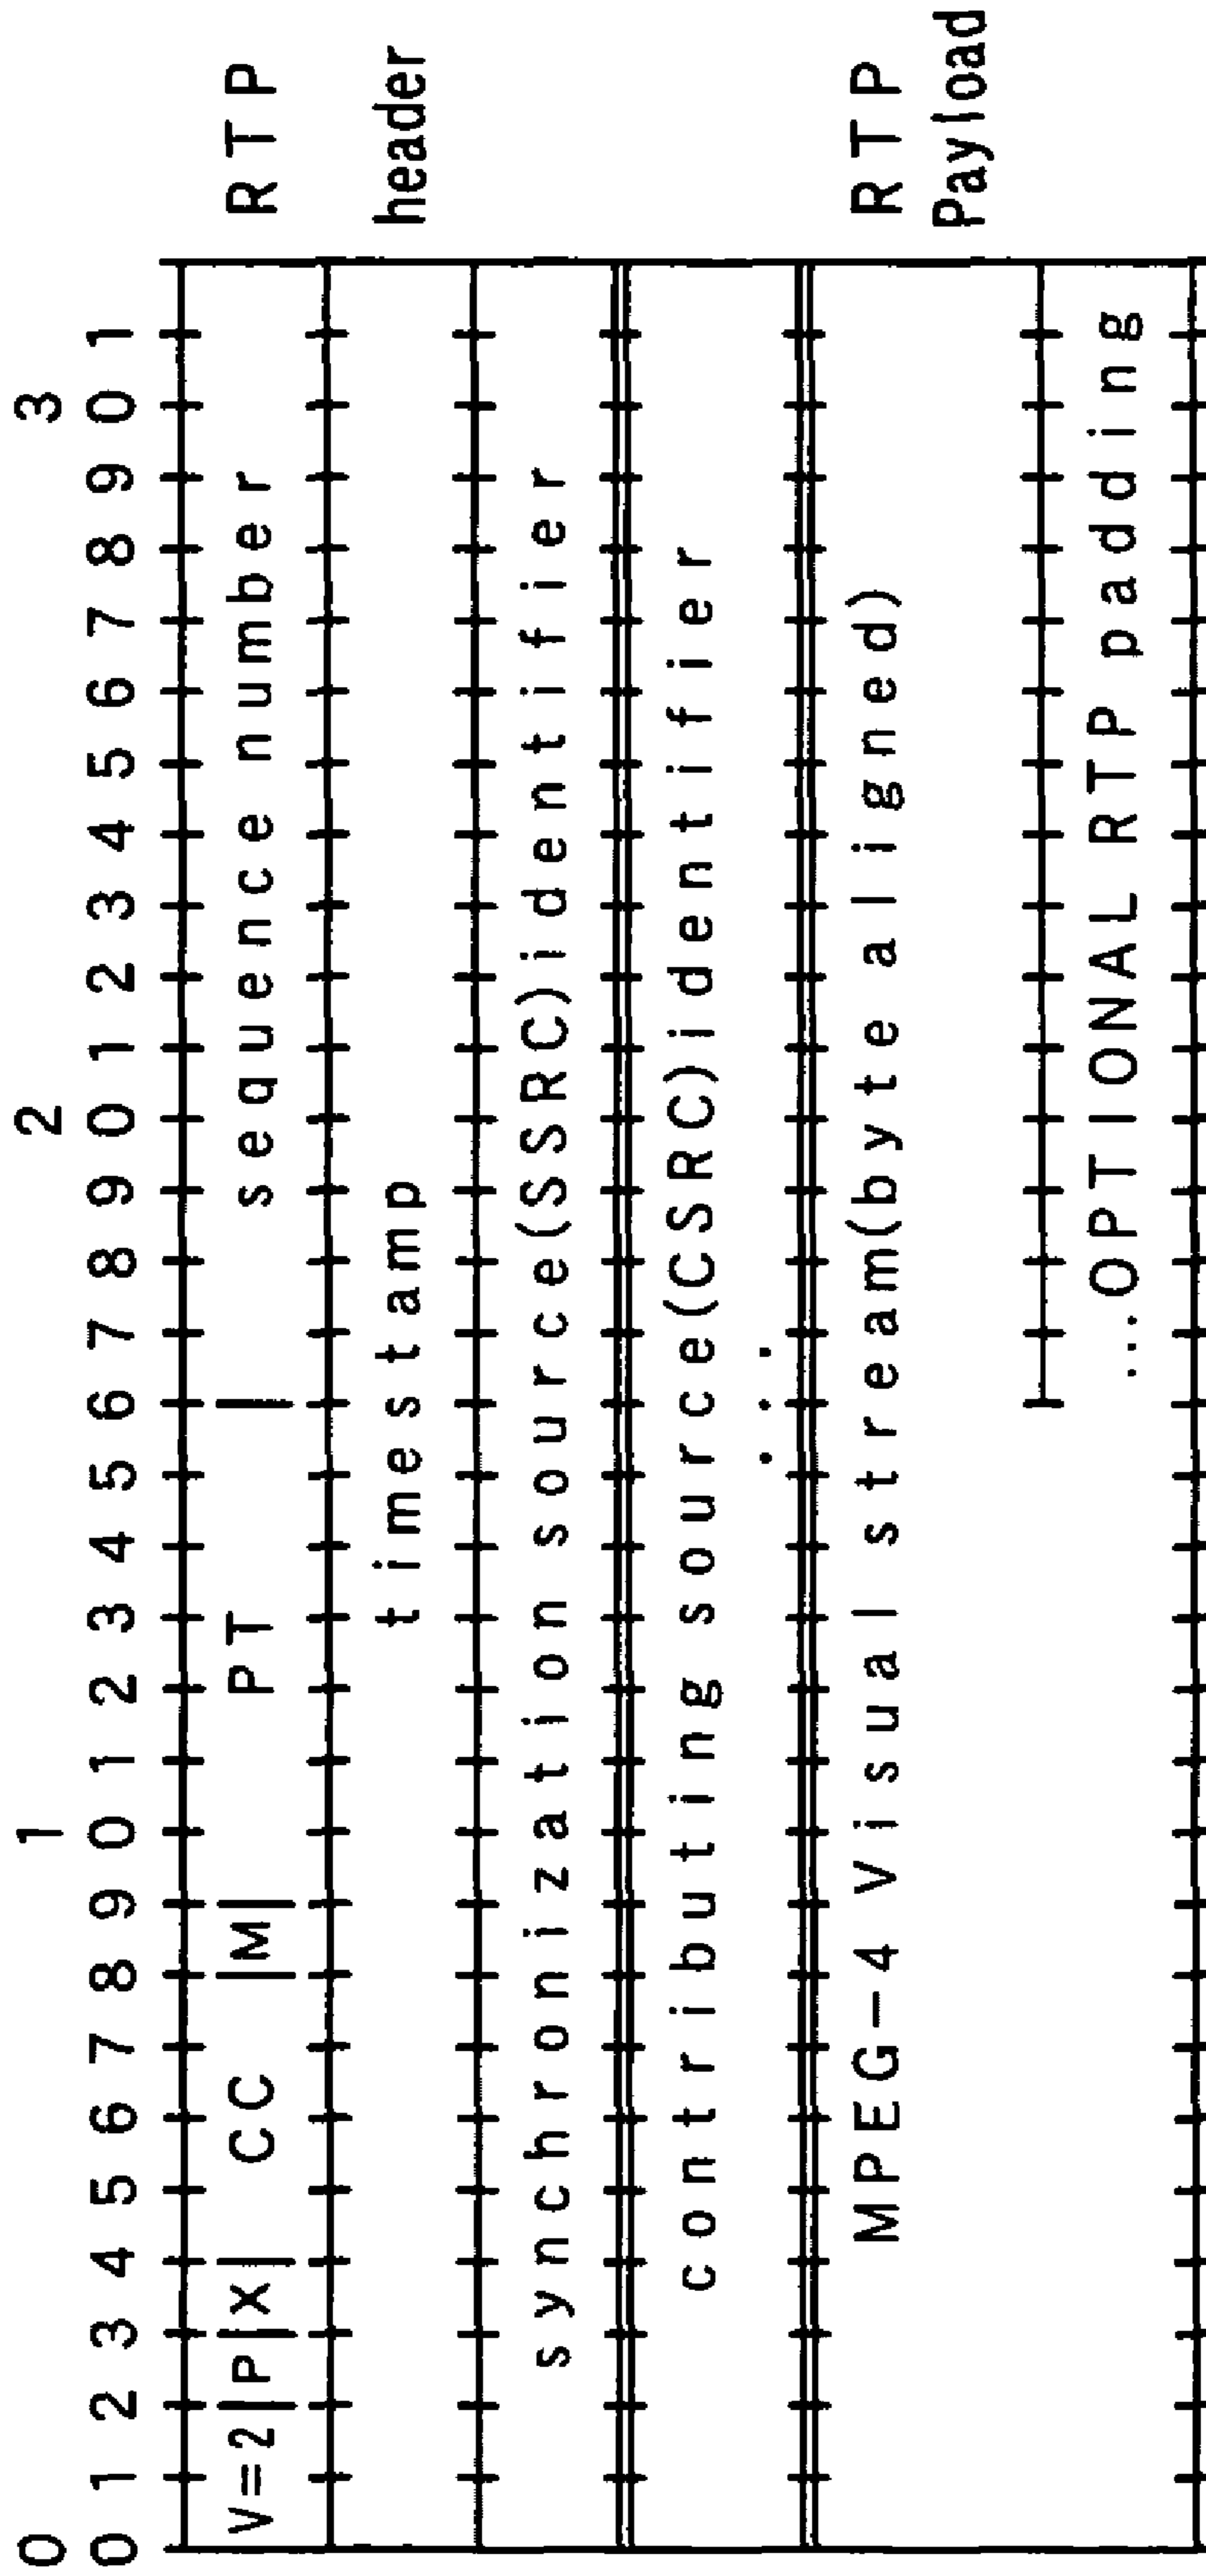 0 1 2 3
0 1 2 3 4 5 6 7 8 9 0 1 2 3 4 5 6 7 8 9 0 1 2 3 4 5 6 7 8 9 0 1
V=2|P|X| CC |M| PT | sequence number RTP
timestamp header
synchronization source(SSRC)identifier
contributing source(CSRC)identifier
...
MPEG-4 Visual stream(byte aligned) RTP
Payload
...OPTIONAL RTP padding